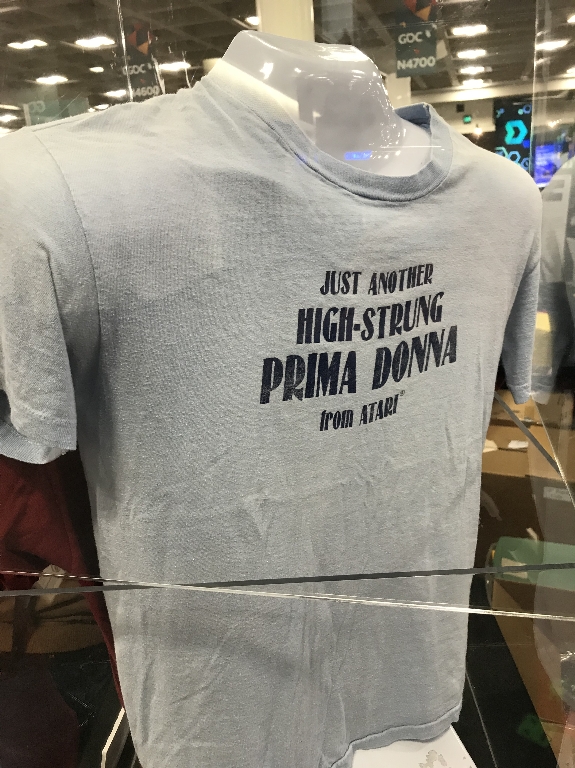 GDC
N4600
GDC
N4700
JUST ANOTHER
HIGH-STRUNG
PRIMA DONNA
from ATARI®